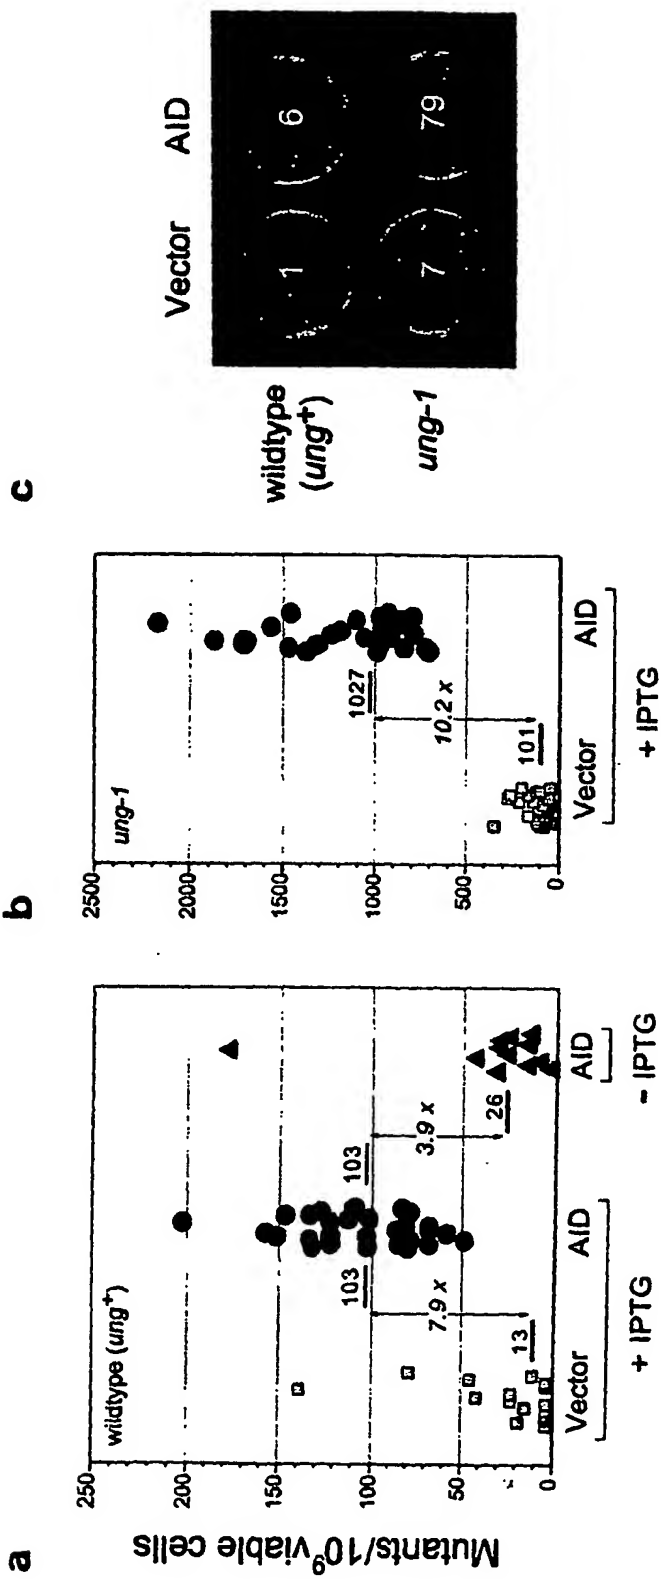 a
Mutants/10⁹ viable cells
250
200
150
100
50
0
wildtype (ung⁺)
13
7.9 x
103
103
3.9 x
26
Vector
AID
AID
+ IPTG
− IPTG
b
2500
2000
1500
1000
500
0
ung-1
101
10.2 x
1027
Vector
AID
+ IPTG
c
Vector
AID
wildtype
(ung⁺)
1
6
ung-1
7
79